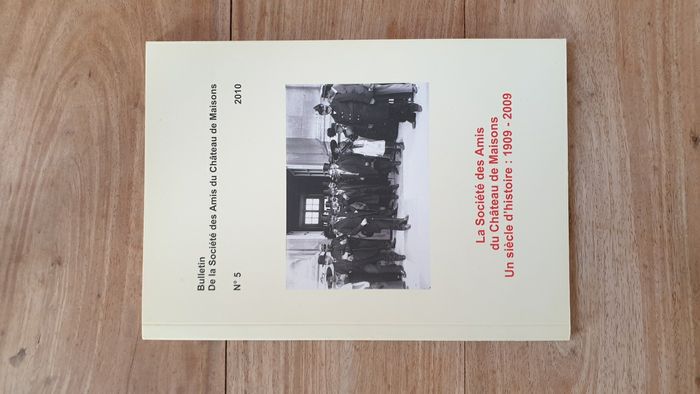 Bulletin
De la Société des Amis du Château de Maisons
N° 5 2010
La Société des Amis
du Château de Maisons
Un siècle d'histoire : 1909 - 2009